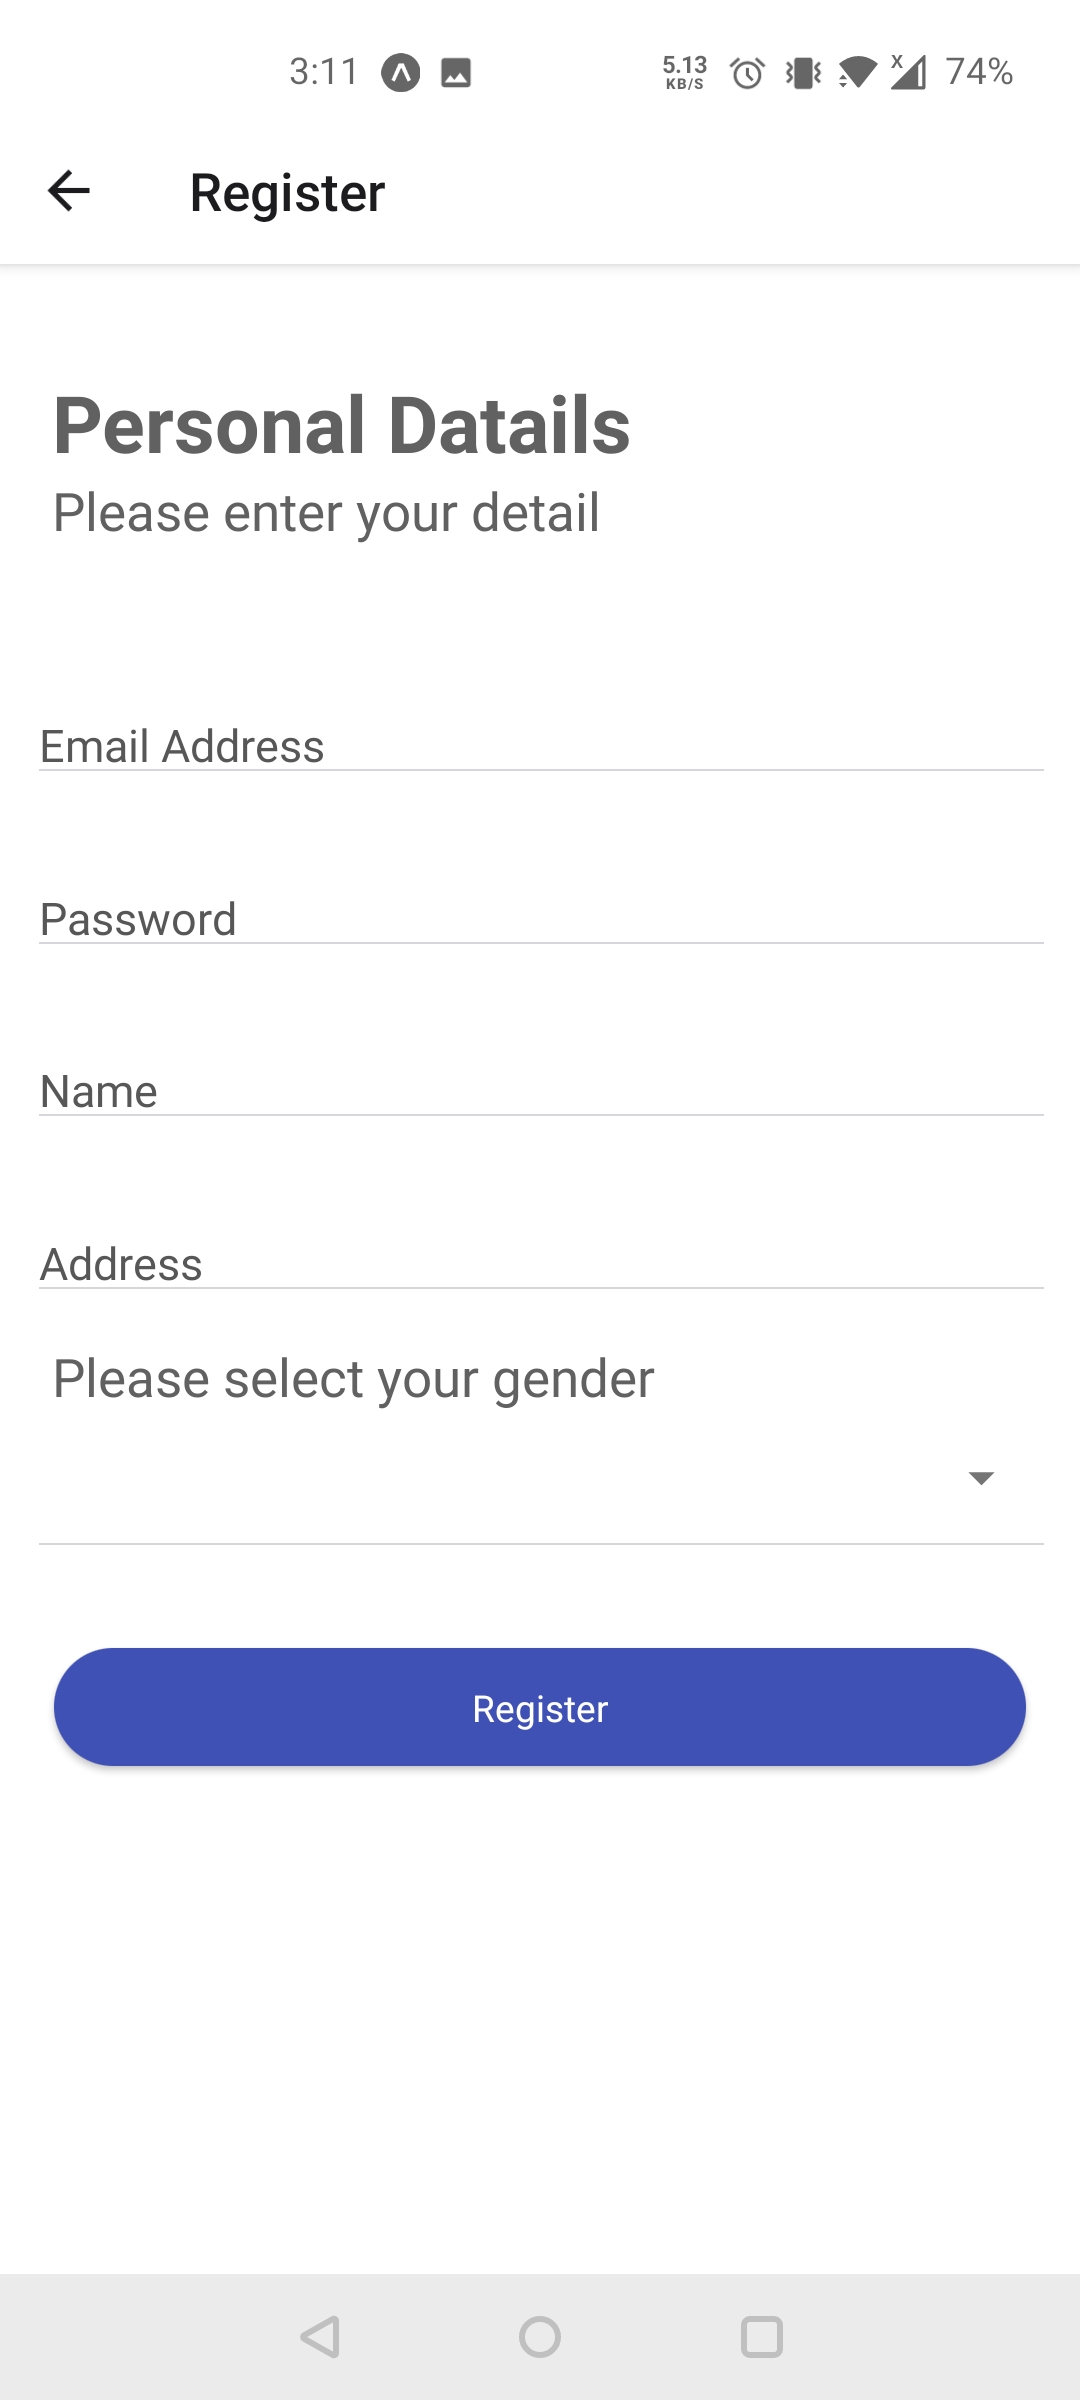 3:11 5.13 KB/S X 74%
Register
Personal Datails
Please enter your detail
Email Address
Password
Name
Address
Please select your gender
Register